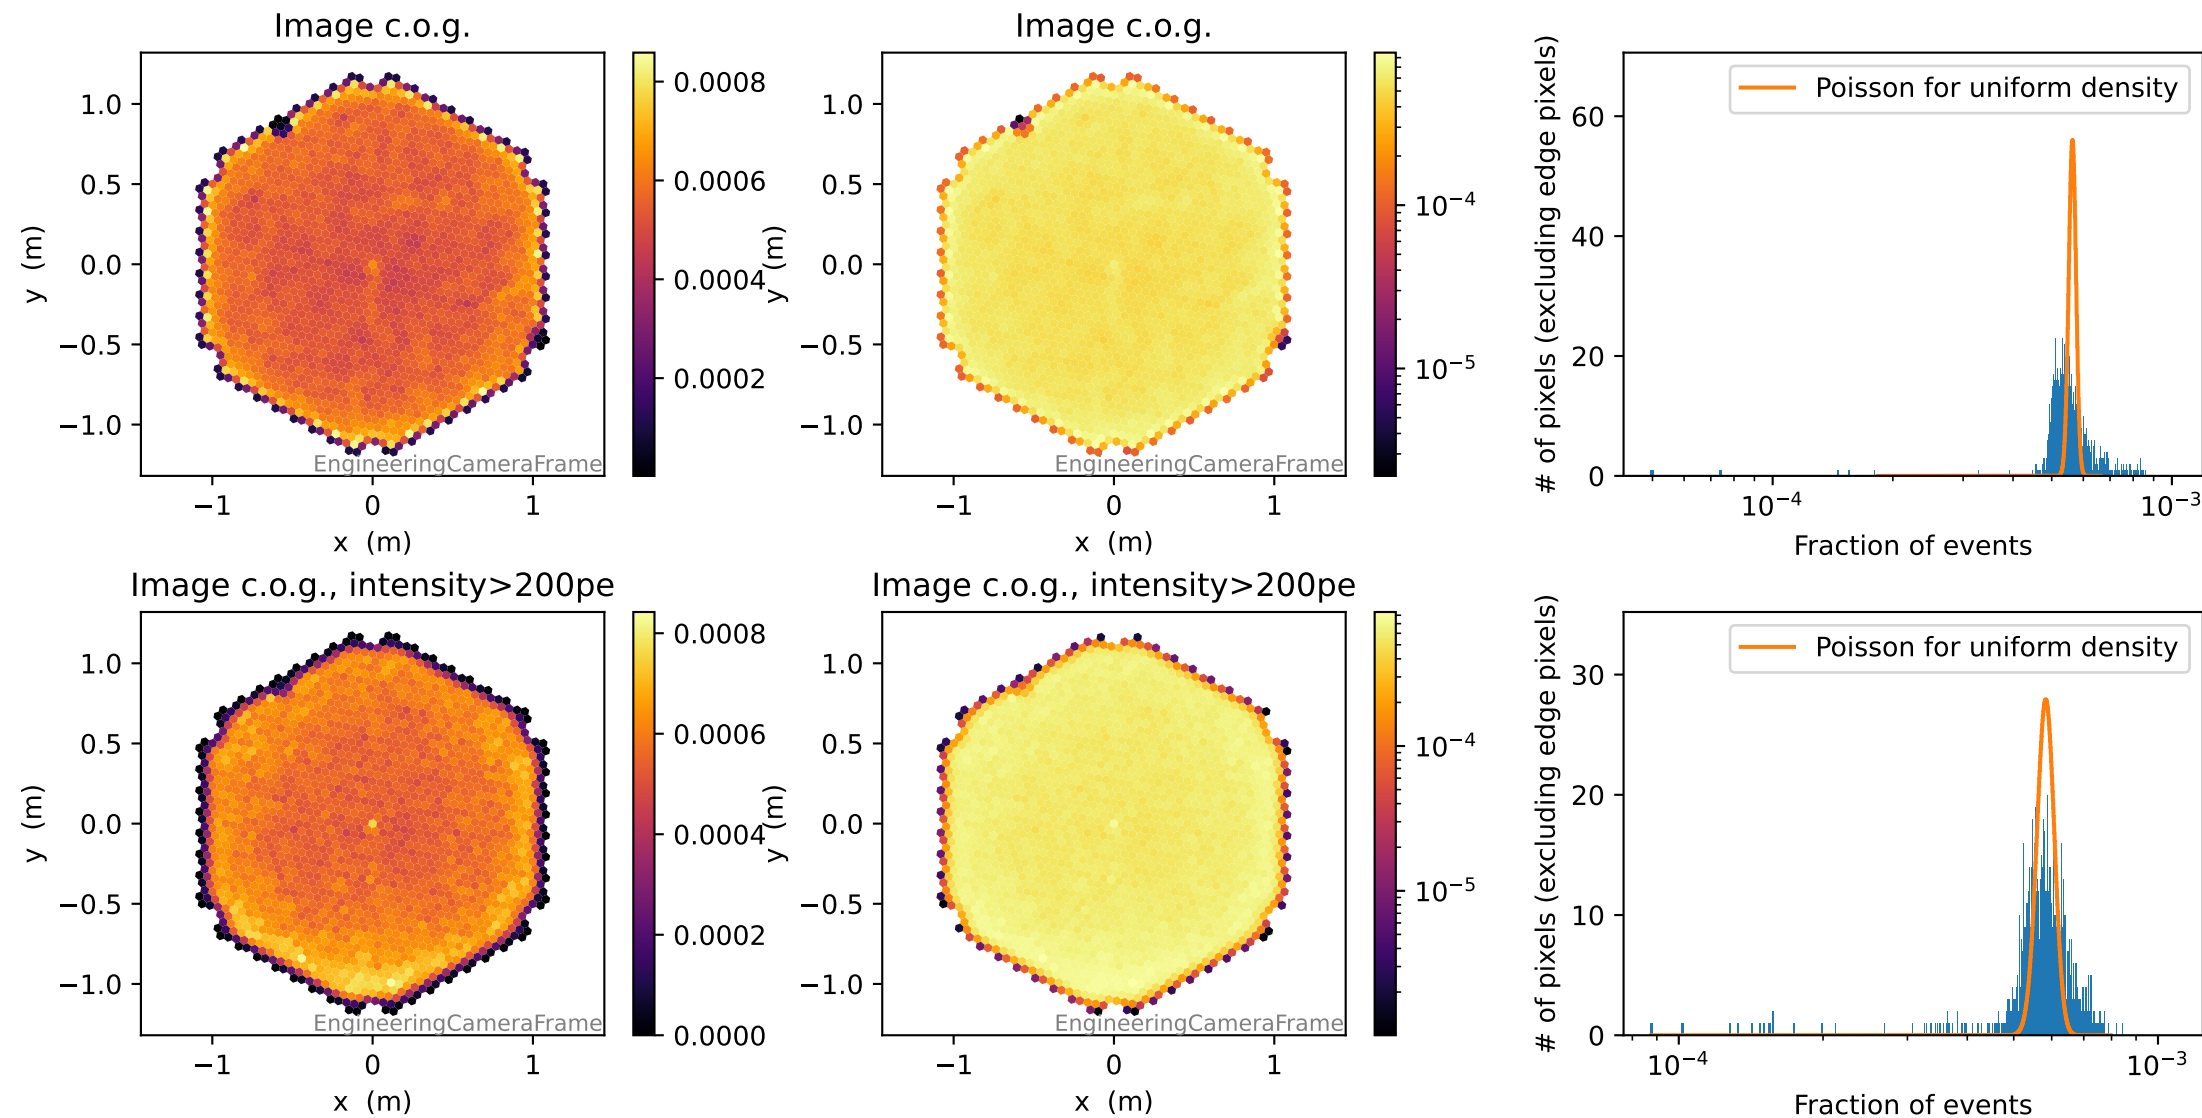 Image c.o.g.
1.0
0.5
0.0
−0.5
−1.0
y (m)
−1
0
1
x (m)
EngineeringCameraFrame
0.0008
0.0006
0.0004
0.0002
Image c.o.g.
y (m)
−1
0
1
x (m)
1.0
0.5
0.0
−0.5
−1.0
EngineeringCameraFrame
10−4
10−5
# of pixels (excluding edge pixels)
60
40
20
0
Poisson for uniform density
10−4
10−3
Fraction of events
Image c.o.g., intensity>200pe
1.0
0.5
0.0
−0.5
−1.0
y (m)
−1
0
1
x (m)
EngineeringCameraFrame
0.0008
0.0006
0.0004
0.0002
0.0000
Image c.o.g., intensity>200pe
y (m)
1.0
0.5
0.0
−0.5
−1.0
−1
0
1
x (m)
EngineeringCameraFrame
10−4
10−5
# of pixels (excluding edge pixels)
30
20
10
0
Poisson for uniform density
10−4
10−3
Fraction of events